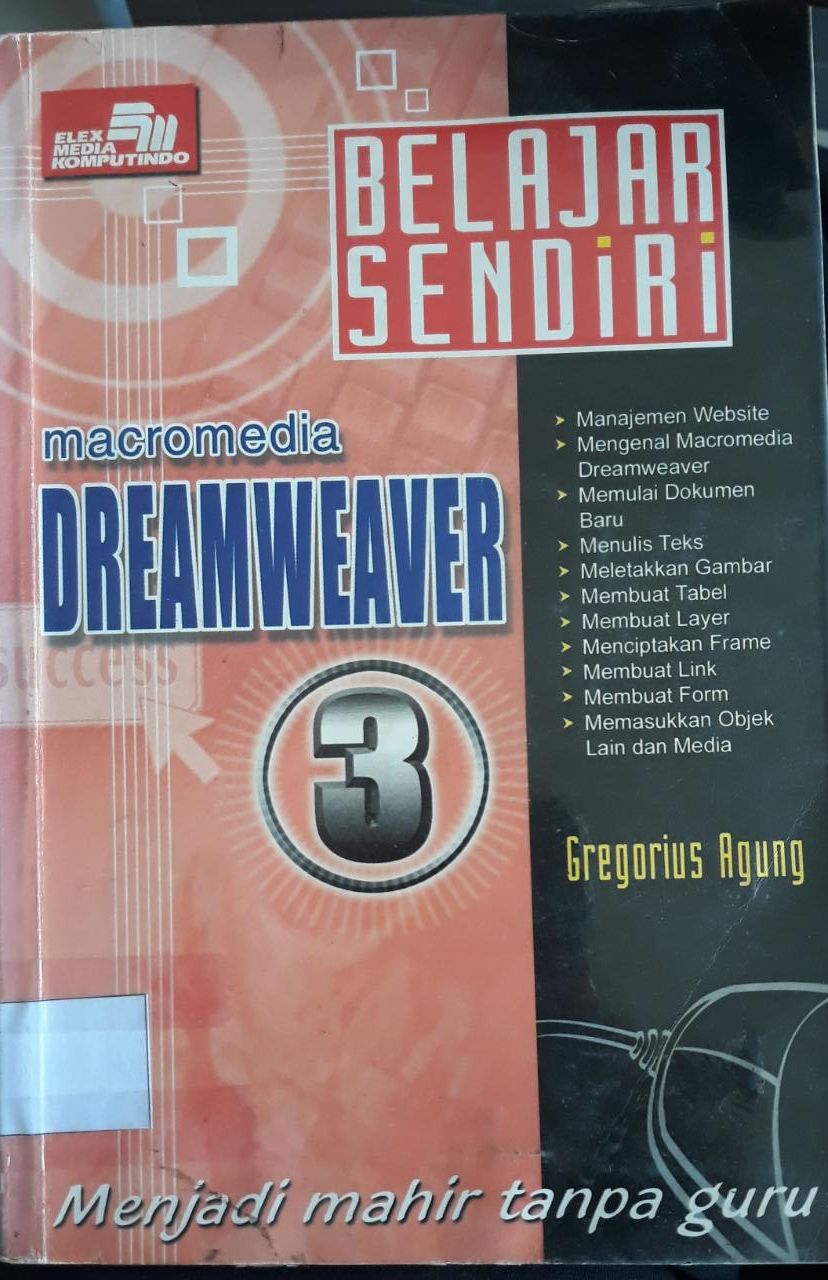 ELEX
MEDIA
KOMPUTINDO
BELAJAR
SENDiRi
macromedia
DREAMWEAVER
3
success
➤ Manajemen Website
➤ Mengenal Macromedia
Dreamweaver
➤ Memulai Dokumen
Baru
➤ Menulis Teks
➤ Meletakkan Gambar
➤ Membuat Tabel
➤ Membuat Layer
➤ Menciptakan Frame
➤ Membuat Link
➤ Membuat Form
➤ Memasukkan Objek
Lain dan Media
Gregorius Agung
Menjadi mahir tanpa guru